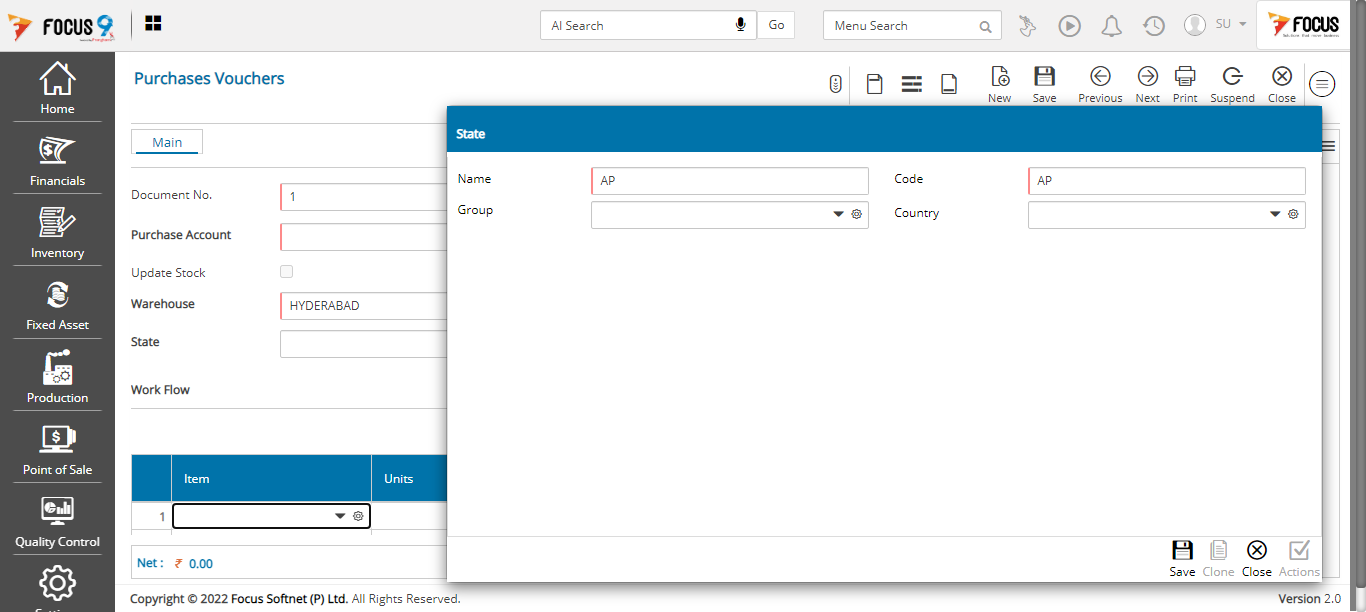 FOCUS 9
AI Search
Go
Menu Search
SU
FOCUS
Home
Financials
Inventory
Fixed Asset
Production
Point of Sale
Quality Control
Purchases Vouchers
New
Save
Previous
Next
Print
Suspend
Close
Main
Document No.
1
Purchase Account
Update Stock
Warehouse
HYDERABAD
State
Work Flow
Item
Units
1
Net : ₹ 0.00
State
Name
AP
Code
AP
Group
Country
Save
Clone
Close
Actions
Copyright © 2022 Focus Softnet (P) Ltd. All Rights Reserved.
Version 2.0